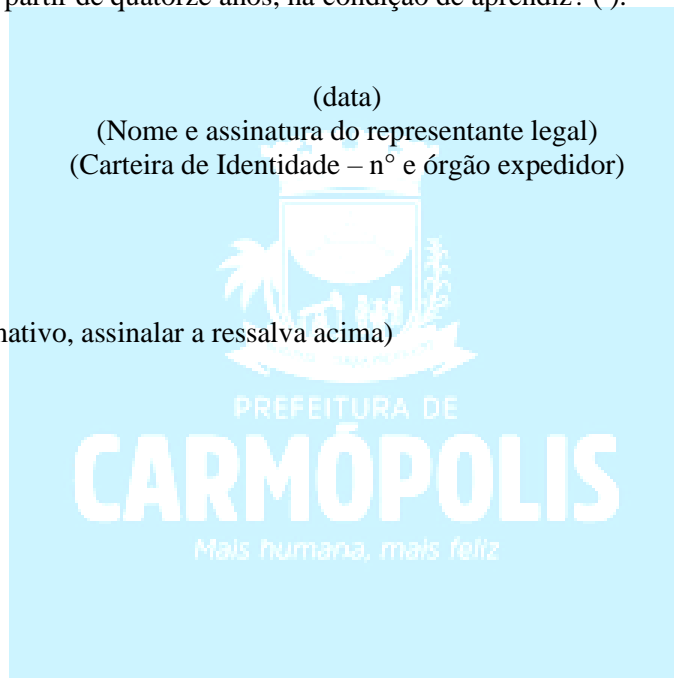 partir de quatorze anos, na condição de aprendiz? ( ).
(data)
(Nome e assinatura do representante legal)
(Carteira de Identidade – n° e órgão expedidor)
nativo, assinalar a ressalva acima)
PREFEITURA DE
CARMÓPOLIS
Mais humana, mais feliz